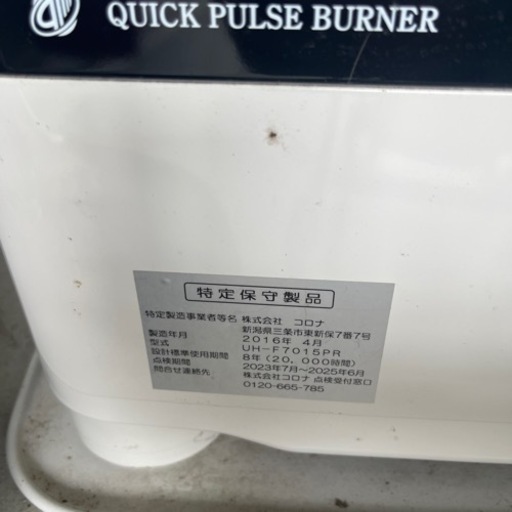 QUICK PULSE BURNER
特定保守製品
特定製造事業者等名 株式会社 コロナ
新潟県三条市東新保7番7号
製造年月 2016年 4月
型式 UH-F7015PR
設計標準使用期間 8年(20,000時間)
点検期間 2023年7月~2025年6月
問合せ連絡先 株式会社コロナ 点検受付窓口
0120-665-785